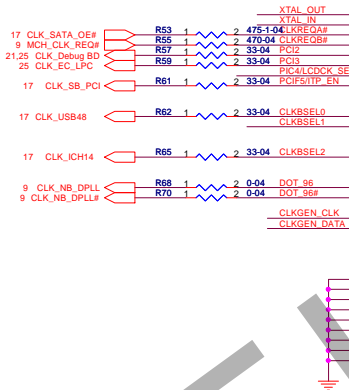 XTAL_OUT
XTAL_IN
17 CLK_SATA_OE# R53 1 2 475-1-04 CLKREQA#
9 MCH_CLK_REQ# R55 1 2 470-04 CLKREQB#
21,25 CLK_Debug BD R57 1 2 33-04 PCI2
25 CLK_EC_LPC R59 1 2 33-04 PCI3
PIC4/LCDCK_SE
17 CLK_SB_PCI R61 1 2 33-04 PCIF5/ITP_EN
17 CLK_USB48 R62 1 2 33-04 CLKBSEL0
CLKBSEL1
17 CLK_ICH14 R65 1 2 33-04 CLKBSEL2
9 CLK_NB_DPLL R68 1 2 0-04 DOT_96
9 CLK_NB_DPLL# R70 1 2 0-04 DOT_96#
CLKGEN_CLK
CLKGEN_DATA